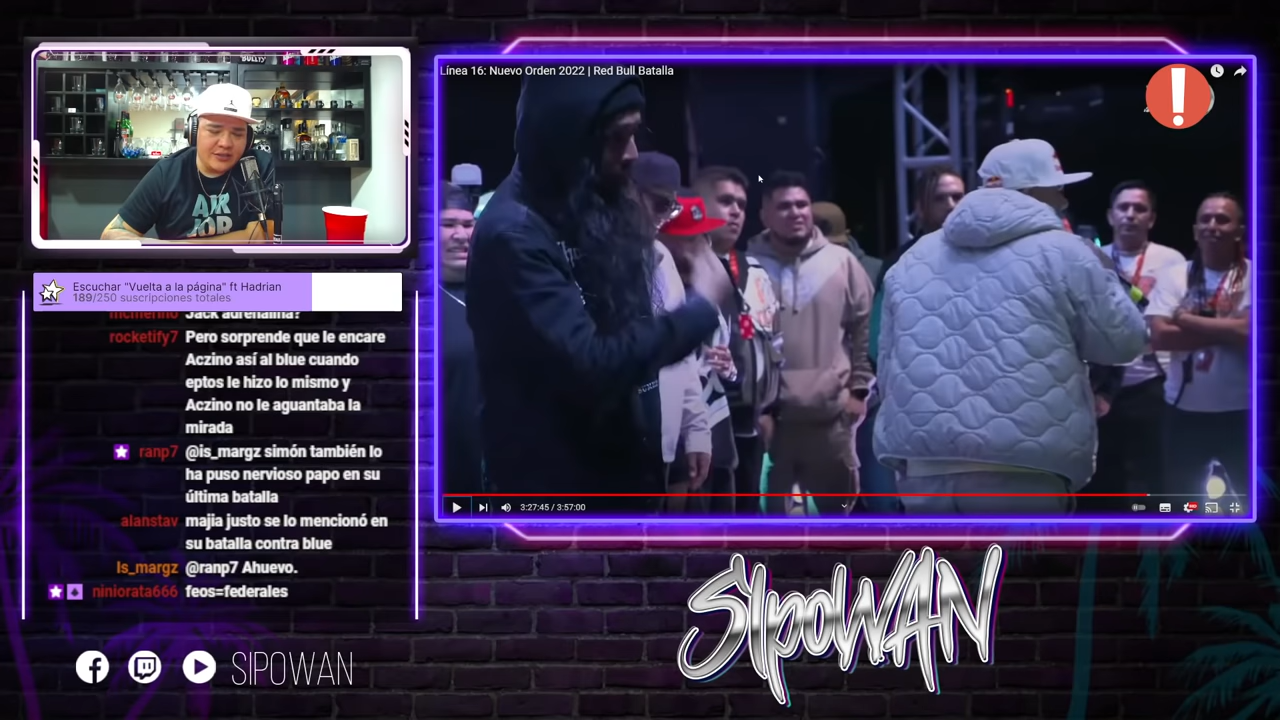 BULLY
AIR
JOR
Línea 16: Nuevo Orden 2022 | Red Bull Batalla
Escuchar "Vuelta a la página" ft Hadrian
189/250 suscripciones totales
mcmerino Jack adrenalina?
rocketify7 Pero sorprende que le encare
Aczino así al blue cuando
eptos le hizo lo mismo y
Aczino no le aguantaba la
mirada
ranp7 @is_margz simón también lo
ha puso nervioso papo en su
última batalla
alanstav majia justo se lo mencionó en
su batalla contra blue
Is_margz @ranp7 Ahuevo.
niniorata666 feos=federales
3:27:45 / 3:57:00
SIPOWAN
SIPOWAN